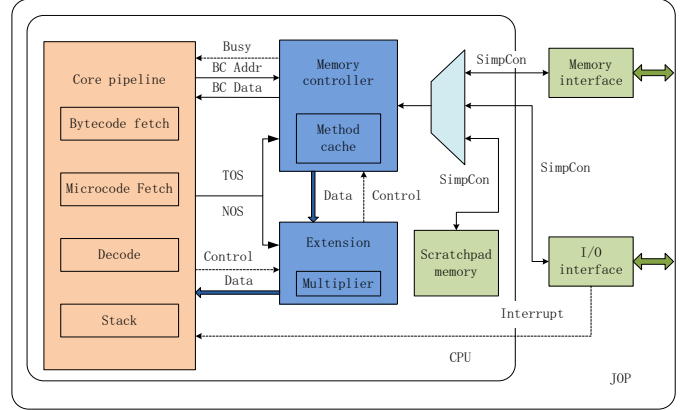 Busy
BC Addr
BC Data
Core pipeline
Bytecode fetch
Microcode Fetch
Decode
Stack
TOS
NOS
Control
Data
Memory
controller
Method
cache
Data
Control
Extension
Multiplier
SimpCon
SimpCon
SimpCon
Scratchpad
memory
Memory
interface
I/O
interface
Interrupt
CPU
JOP